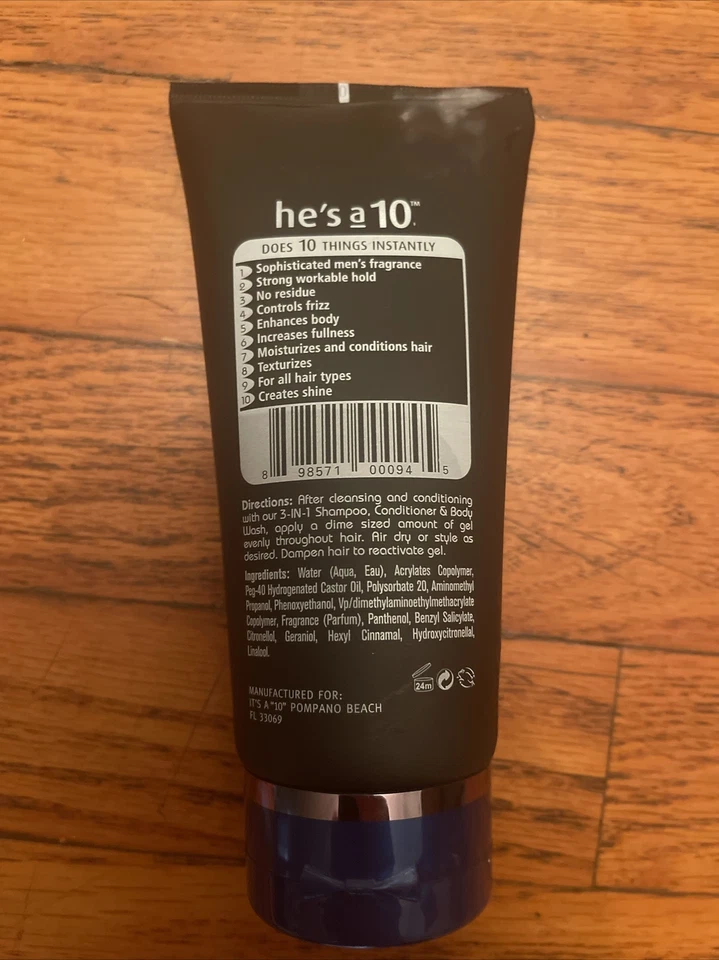 he's a 10™
DOES 10 THINGS INSTANTLY
1 Sophisticated men's fragrance
2 Strong workable hold
3 No residue
4 Controls frizz
5 Enhances body
6 Increases fullness
7 Moisturizes and conditions hair
8 Texturizes
9 For all hair types
10 Creates shine
8 98571 00094 5
Directions: After cleansing and conditioning
with our 3-IN-1 Shampoo, Conditioner & Body
Wash, apply a dime sized amount of gel
evenly throughout hair. Air dry or style as
desired. Dampen hair to reactivate gel.
Ingredients: Water (Aqua, Eau), Acrylates Copolymer,
Peg-40 Hydrogenated Castor Oil, Polysorbate 20, Aminomethyl
Propanol, Phenoxyethanol, Vp/dimethylaminoethylmethacrylate
Copolymer, Fragrance (Parfum), Panthenol, Benzyl Salicylate,
Citronellol, Geraniol, Hexyl Cinnamal, Hydroxycitronellal,
Linalool.
24m
MANUFACTURED FOR:
IT'S A "10" POMPANO BEACH
FL 33069